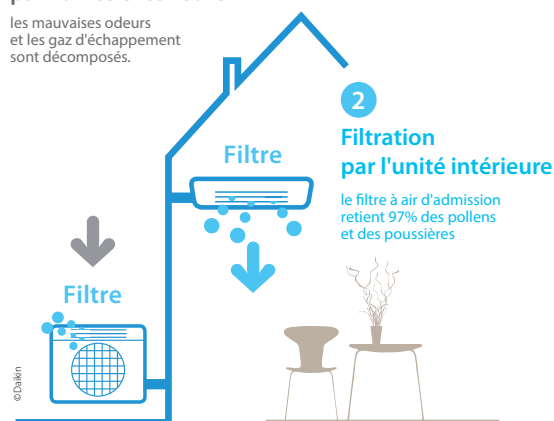 les mauvaises odeurs
et les gaz d'échappement
sont décomposés.
2
Filtration
par l'unité intérieure
le filtre à air d'admission
retient 97% des pollens
et des poussières
Filtre
Filtre
© Daikin